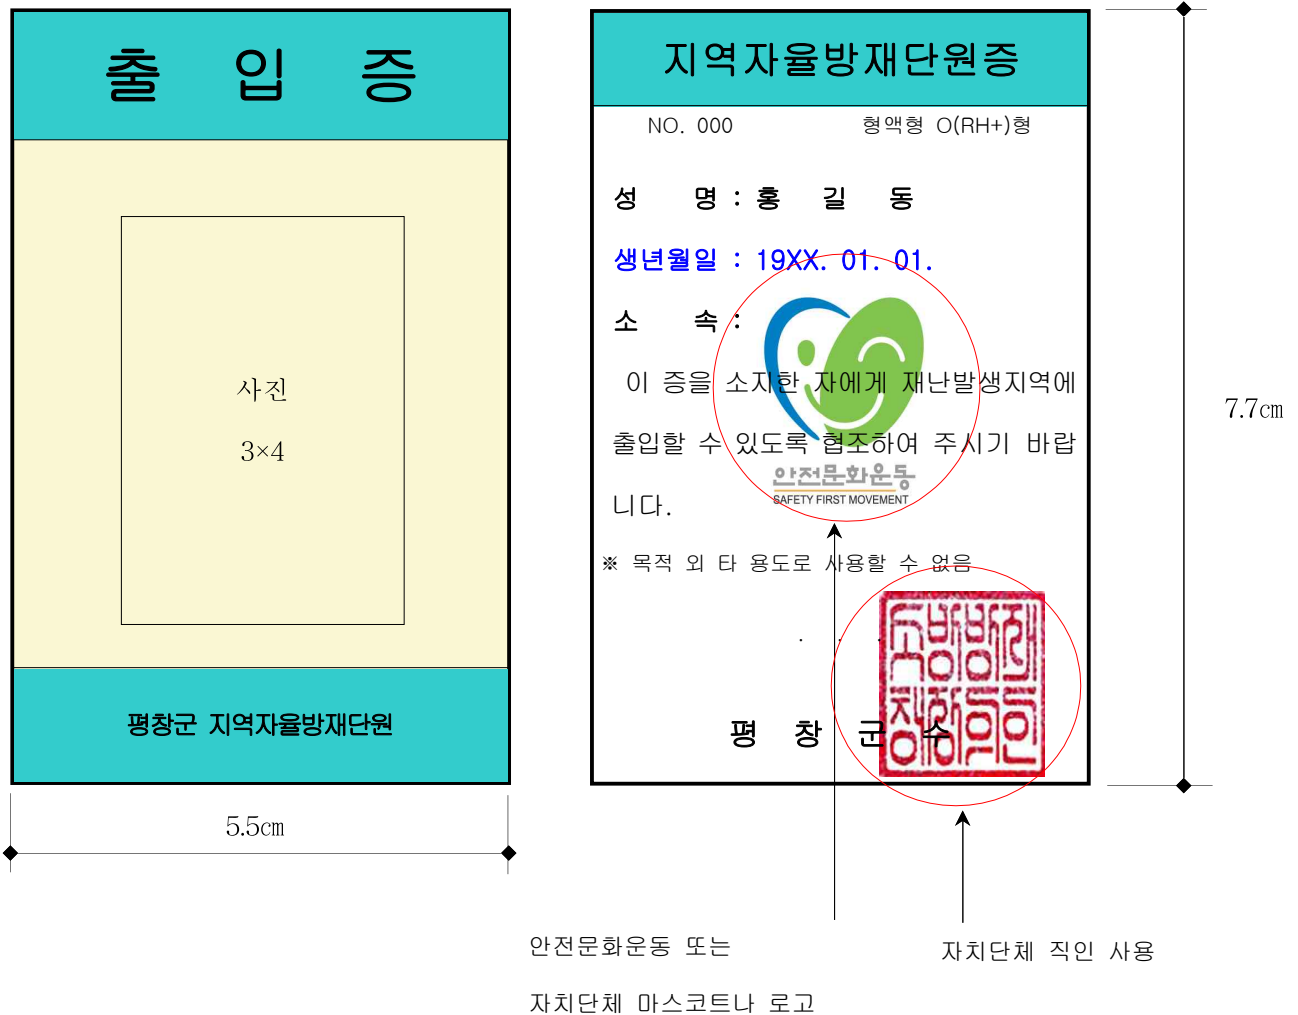 출 입 증
사진
3×4
평창군 지역자율방재단원
5.5㎝
지역자율방재단원증
NO. 000 형액형 O(RH+)형
성 명 : 홍 길 동
생년월일 : 19XX. 01. 01.
소 속 :
이 증을 소지한 자에게 재난발생지역에
출입할 수 있도록 협조하여 주시기 바랍
니다.
안전문화운동
SAFETY FIRST MOVEMENT
※ 목적 외 타 용도로 사용할 수 없음
. . .
평 창 군 수
7.7㎝
안전문화운동 또는
자치단체 마스코트나 로고
자치단체 직인 사용